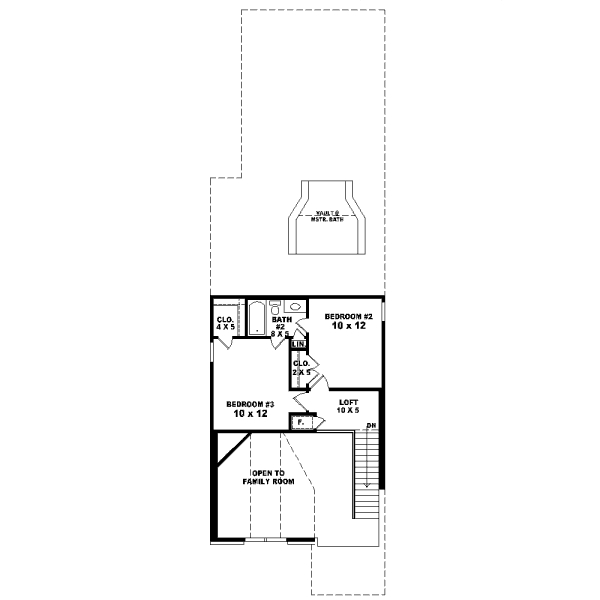 VAULT @
MSTR. BATH
CLO.
4 X 5
BATH
#2
8 X 5
BEDROOM #2
10 x 12
LIN.
CLO.
2 X 5
BEDROOM #3
10 x 12
LOFT
10 X 5
F.
DN
OPEN TO
FAMILY ROOM